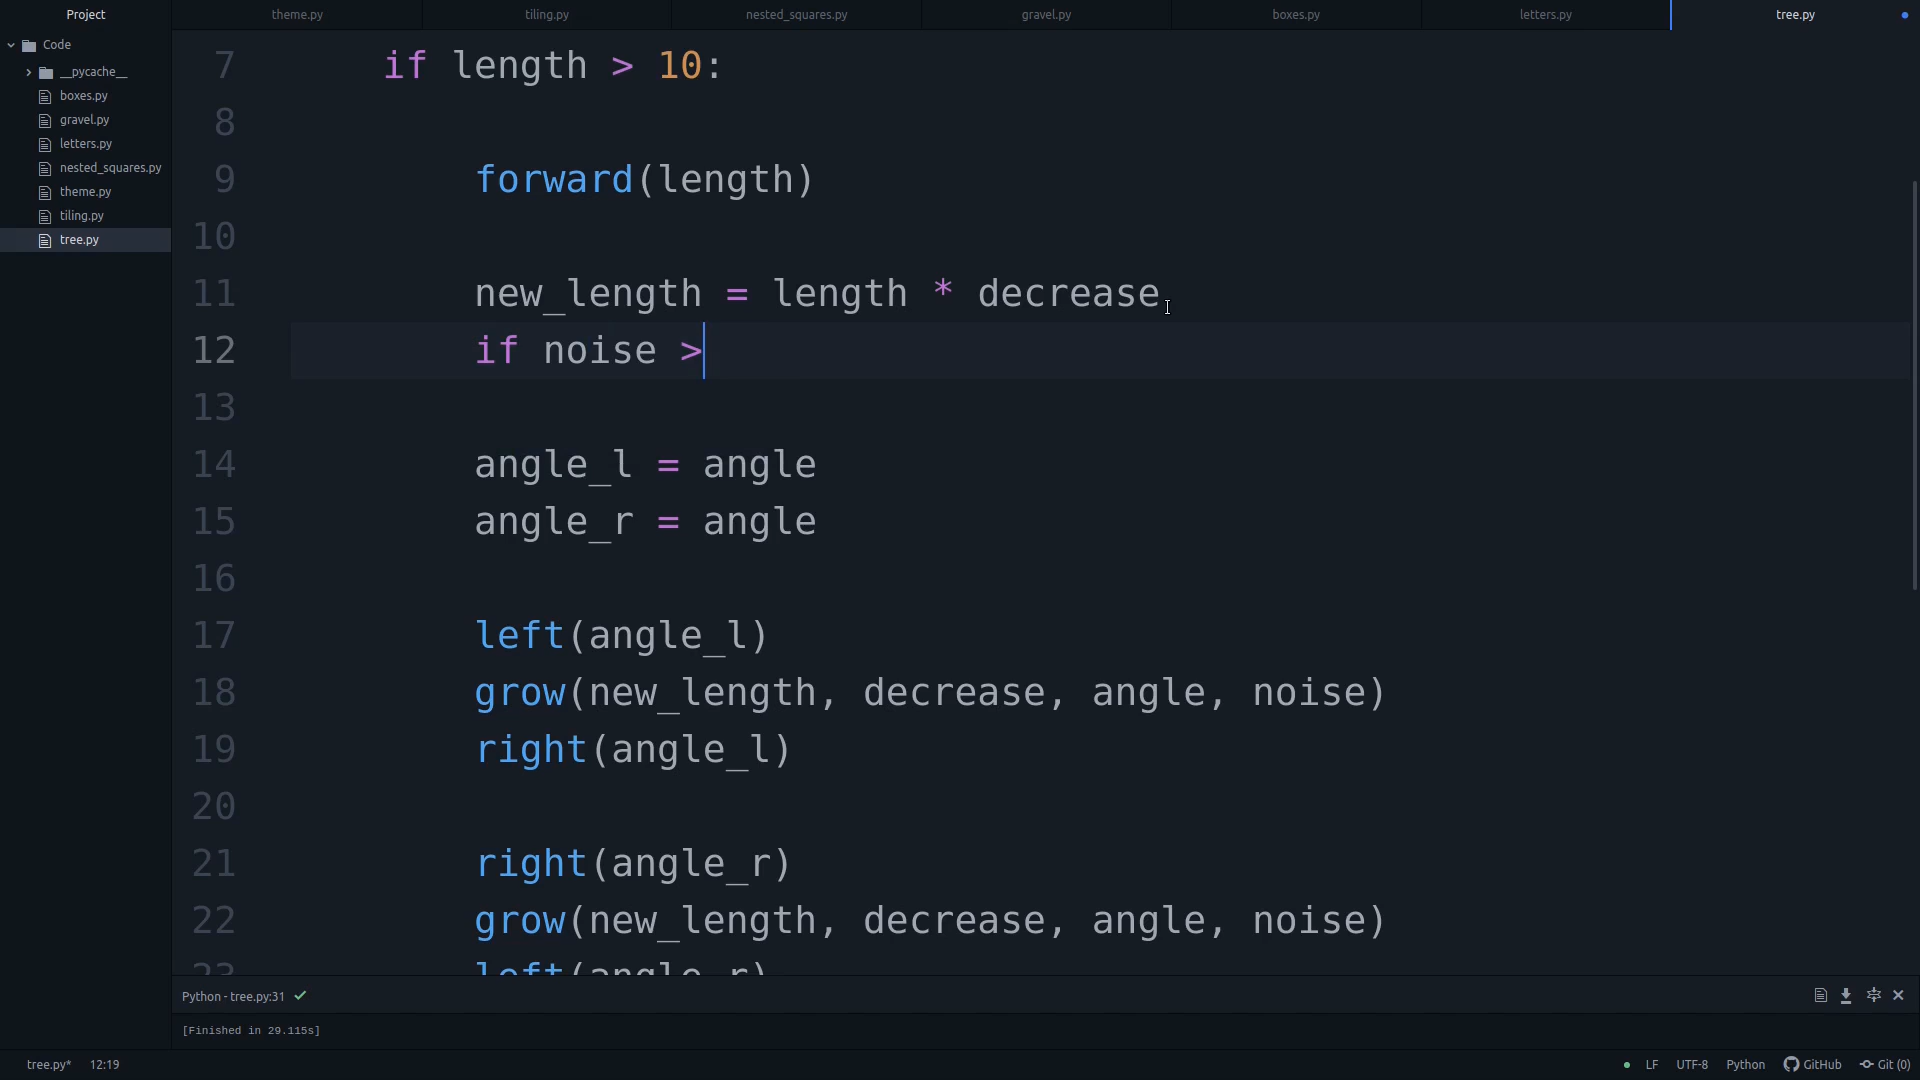 Project
theme.py
tiling.py
nested_squares.py
gravel.py
boxes.py
letters.py
tree.py
Code
__pycache__
boxes.py
gravel.py
letters.py
nested_squares.py
theme.py
tiling.py
tree.py
7 if length > 10:
8
9 forward(length)
10
11 new_length = length * decrease
12 if noise >
13
14 angle_l = angle
15 angle_r = angle
16
17 left(angle_l)
18 grow(new_length, decrease, angle, noise)
19 right(angle_l)
20
21 right(angle_r)
22 grow(new_length, decrease, angle, noise)
23 left(angle_r)
Python - tree.py:31
[Finished in 29.115s]
tree.py* 12:19
LF UTF-8 Python GitHub Git (0)